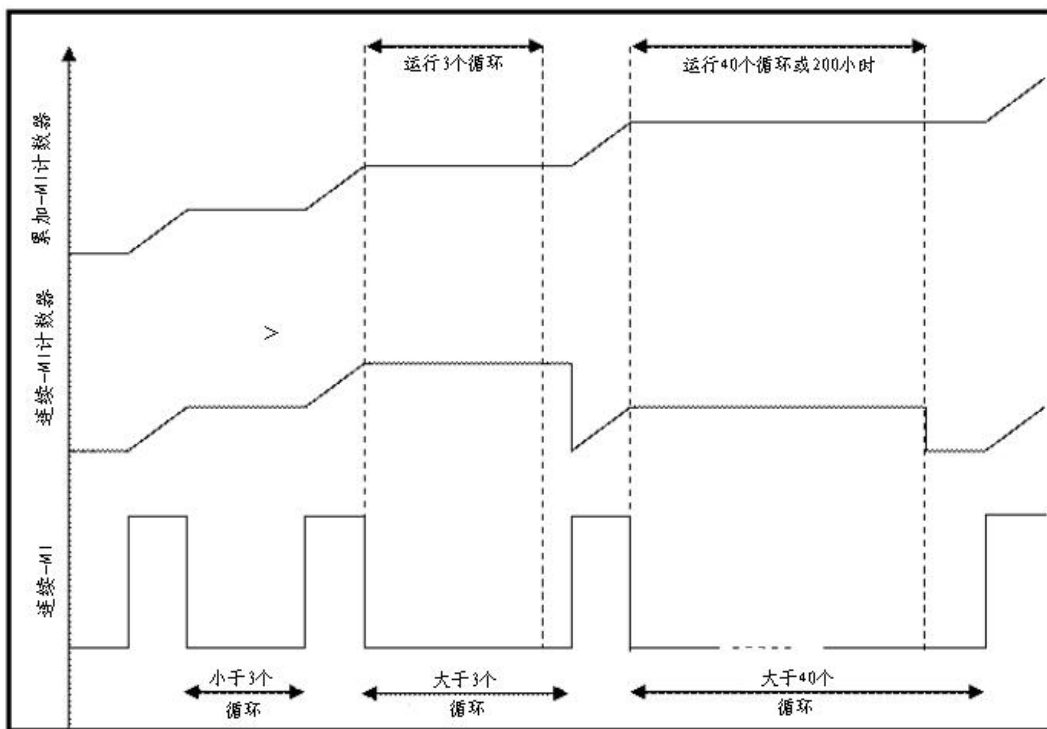 运行3个循环
运行40个循环或200小时
累加-MI计数器
>
连续-MI计数器
连续-MI
小于3个
循环
大于3个
循环
大于40个
循环